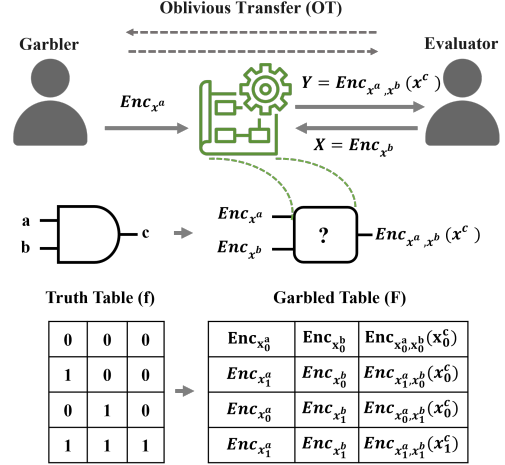 Oblivious Transfer (OT)
Garbler
Evaluator
Enc_{x^a}
Y = Enc_{x^a,x^b}(x^c)
X = Enc_{x^b}
a
b
c
Enc_{x^a}
Enc_{x^b}
?
Enc_{x^a,x^b}(x^c)
Truth Table (f)
Garbled Table (F)
0 0 0 Enc_{x_0^a} Enc_{x_0^b} Enc_{x_0^a,x_0^b}(x_0^c)
1 0 0 Enc_{x_1^a} Enc_{x_0^b} Enc_{x_1^a,x_0^b}(x_0^c)
0 1 0 Enc_{x_0^a} Enc_{x_1^b} Enc_{x_0^a,x_1^b}(x_0^c)
1 1 1 Enc_{x_1^a} Enc_{x_1^b} Enc_{x_1^a,x_1^b}(x_1^c)